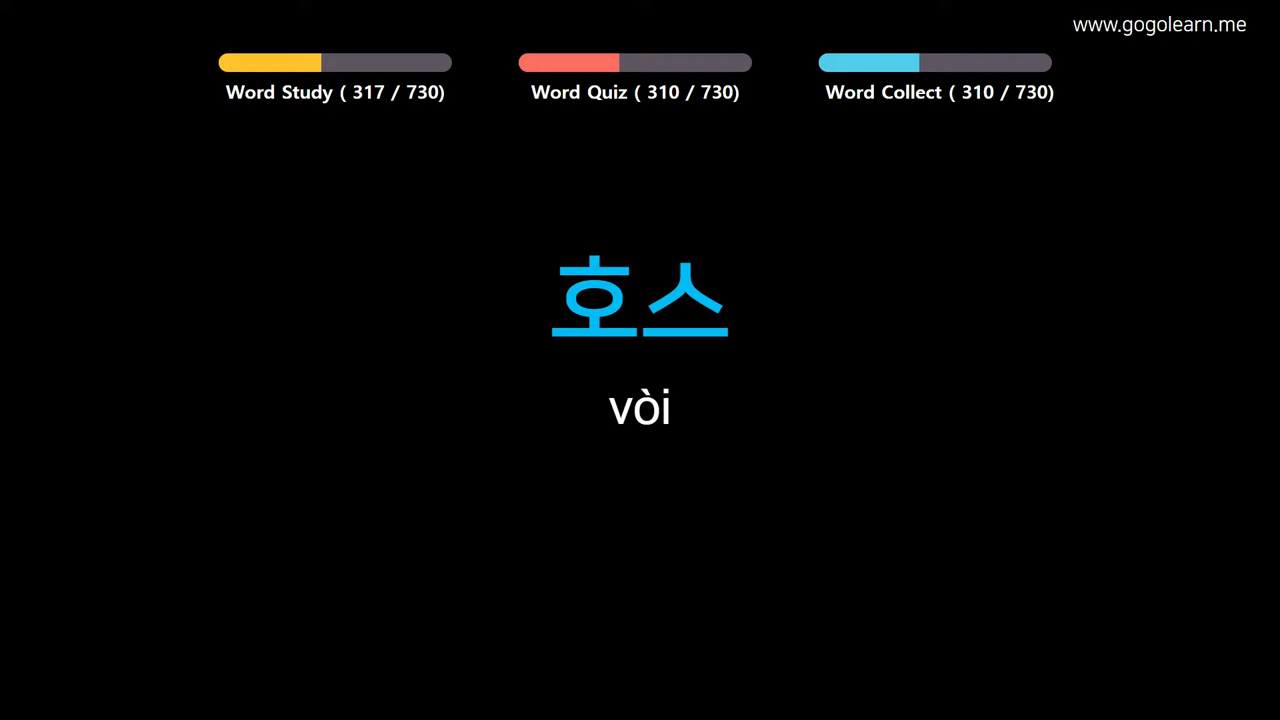 www.gogolearn.me
Word Study ( 317 / 730)
Word Quiz ( 310 / 730)
Word Collect ( 310 / 730)
호스
vòi